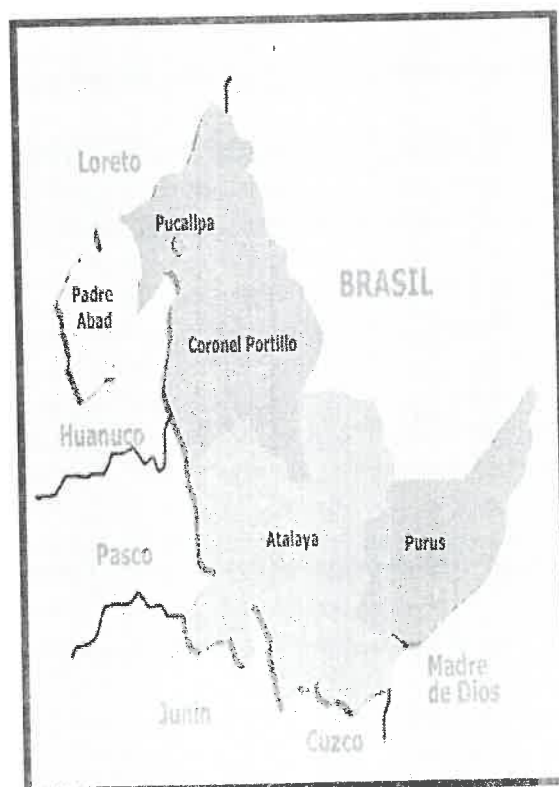 Loreto
Pucallpa
BRASIL
Padre
Abad
Coronel Portillo
Huanuco
Atalaya
Purus
Pasco
Madre
de Dios
Junin
Cuzco